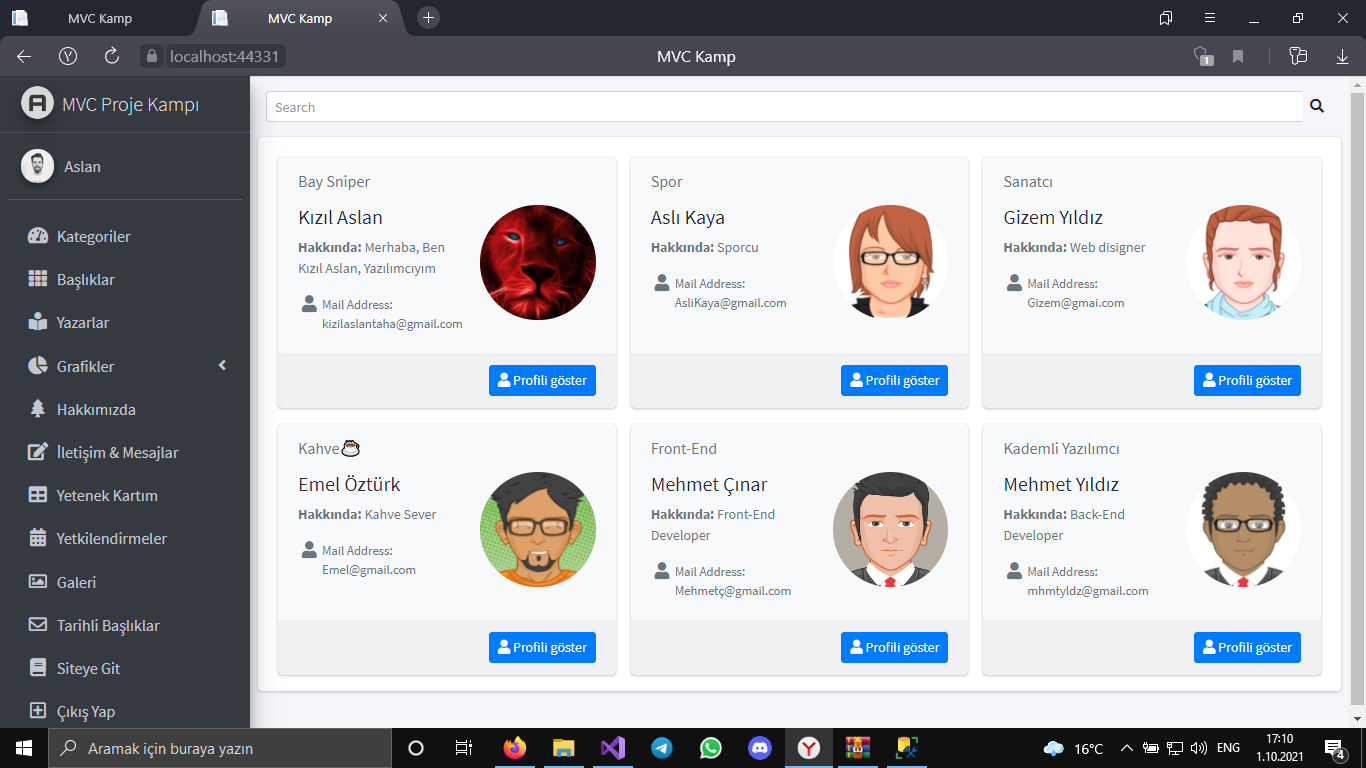 MVC Kamp
MVC Kamp
localhost:44331
MVC Kamp
1
MVC Proje Kampı
Aslan
Kategoriler
Başlıklar
Yazarlar
Grafikler
Hakkımızda
İletişim & Mesajlar
Yetenek Kartım
Yetkilendirmeler
Galeri
Tarihli Başlıklar
Siteye Git
Çıkış Yap
Search
Bay Sniper
Kızıl Aslan
Hakkında: Merhaba, Ben
Kızıl Aslan, Yazılımcıyım
Mail Address:
kizilaslantaha@gmail.com
Profili göster
Spor
Aslı Kaya
Hakkında: Sporcu
Mail Address:
AsliKaya@gmail.com
Profili göster
Sanatcı
Gizem Yıldız
Hakkında: Web disigner
Mail Address:
Gizem@gmai.com
Profili göster
Kahve☕
Emel Öztürk
Hakkında: Kahve Sever
Mail Address:
Emel@gmail.com
Profili göster
Front-End
Mehmet Çınar
Hakkında: Front-End
Developer
Mail Address:
Mehmetç@gmail.com
Profili göster
Kademli Yazılımcı
Mehmet Yıldız
Hakkında: Back-End
Developer
Mail Address:
mhmtyldz@gmail.com
Profili göster
Aramak için buraya yazın
16°C
ENG
17:10
1.10.2021
4